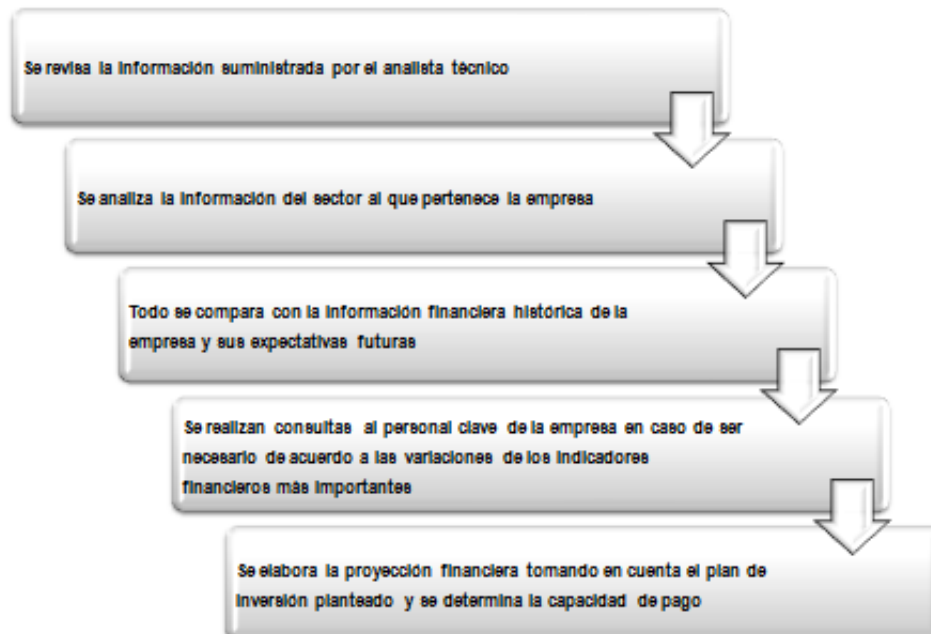 Se revisa la información suministrada por el analista técnico
Se analiza la información del sector al que pertenece la empresa
Todo se compara con la información financiera histórica de la
empresa y sus expectativas futuras
Se realizan consultas al personal clave de la empresa en caso de ser
necesario de acuerdo a las variaciones de los indicadores
financieros más importantes
Se elabora la proyección financiera tomando en cuenta el plan de
inversión planteado y se determina la capacidad de pago